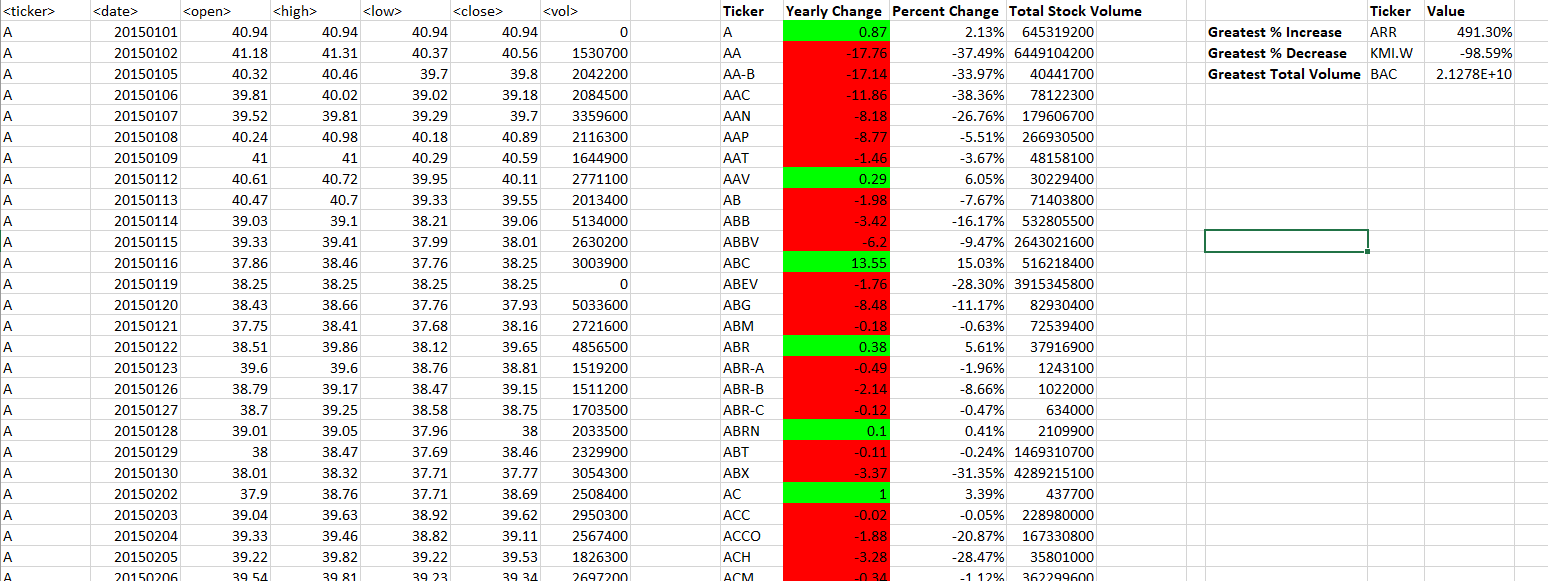 <ticker> <date> <open> <high> <low> <close> <vol> Ticker Yearly Change Percent Change Total Stock Volume Ticker Value
A 20150101 40.94 40.94 40.94 40.94 0 A 0.87 2.13% 645319200 Greatest % Increase ARR 491.30%
A 20150102 41.18 41.31 40.37 40.56 1530700 AA -17.76 -37.49% 6449104200 Greatest % Decrease KMI.W -98.59%
A 20150105 40.32 40.46 39.7 39.8 2042200 AA-B -17.14 -33.97% 40441700 Greatest Total Volume BAC 2.1278E+10
A 20150106 39.81 40.02 39.02 39.18 2084500 AAC -11.86 -38.36% 78122300
A 20150107 39.52 39.81 39.29 39.7 3359600 AAN -8.18 -26.76% 179606700
A 20150108 40.24 40.98 40.18 40.89 2116300 AAP -8.77 -5.51% 266930500
A 20150109 41 41 40.29 40.59 1644900 AAT -1.46 -3.67% 48158100
A 20150112 40.61 40.72 39.95 40.11 2771100 AAV 0.29 6.05% 30229400
A 20150113 40.47 40.7 39.33 39.55 2013400 AB -1.98 -7.67% 71403800
A 20150114 39.03 39.1 38.21 39.06 5134000 ABB -3.42 -16.17% 532805500
A 20150115 39.33 39.41 37.99 38.01 2630200 ABBV -6.2 -9.47% 2643021600
A 20150116 37.86 38.46 37.76 38.25 3003900 ABC 13.55 15.03% 516218400
A 20150119 38.25 38.25 38.25 38.25 0 ABEV -1.76 -28.30% 3915345800
A 20150120 38.43 38.66 37.76 37.93 5033600 ABG -8.48 -11.17% 82930400
A 20150121 37.75 38.41 37.68 38.16 2721600 ABM -0.18 -0.63% 72539400
A 20150122 38.51 39.86 38.12 39.65 4856500 ABR 0.38 5.61% 37916900
A 20150123 39.6 39.6 38.76 38.81 1519200 ABR-A -0.49 -1.96% 1243100
A 20150126 38.79 39.17 38.47 39.15 1511200 ABR-B -2.14 -8.66% 1022000
A 20150127 38.7 39.25 38.58 38.75 1703500 ABR-C -0.12 -0.47% 634000
A 20150128 39.01 39.05 37.96 38 2033500 ABRN 0.1 0.41% 2109900
A 20150129 38 38.47 37.69 38.46 2329900 ABT -0.11 -0.24% 1469310700
A 20150130 38.01 38.32 37.71 37.77 3054300 ABX -3.37 -31.35% 4289215100
A 20150202 37.9 38.76 37.71 38.69 2508400 AC 1 3.39% 437700
A 20150203 39.04 39.63 38.92 39.62 2950300 ACC -0.02 -0.05% 228980000
A 20150204 39.33 39.46 38.82 39.11 2567400 ACCO -1.88 -20.87% 167330800
A 20150205 39.22 39.82 39.22 39.53 1826300 ACH -3.28 -28.47% 35801000
A 20150206 39.54 39.81 39.23 39.34 2697200 ACM -0.34 -1.12% 362299600